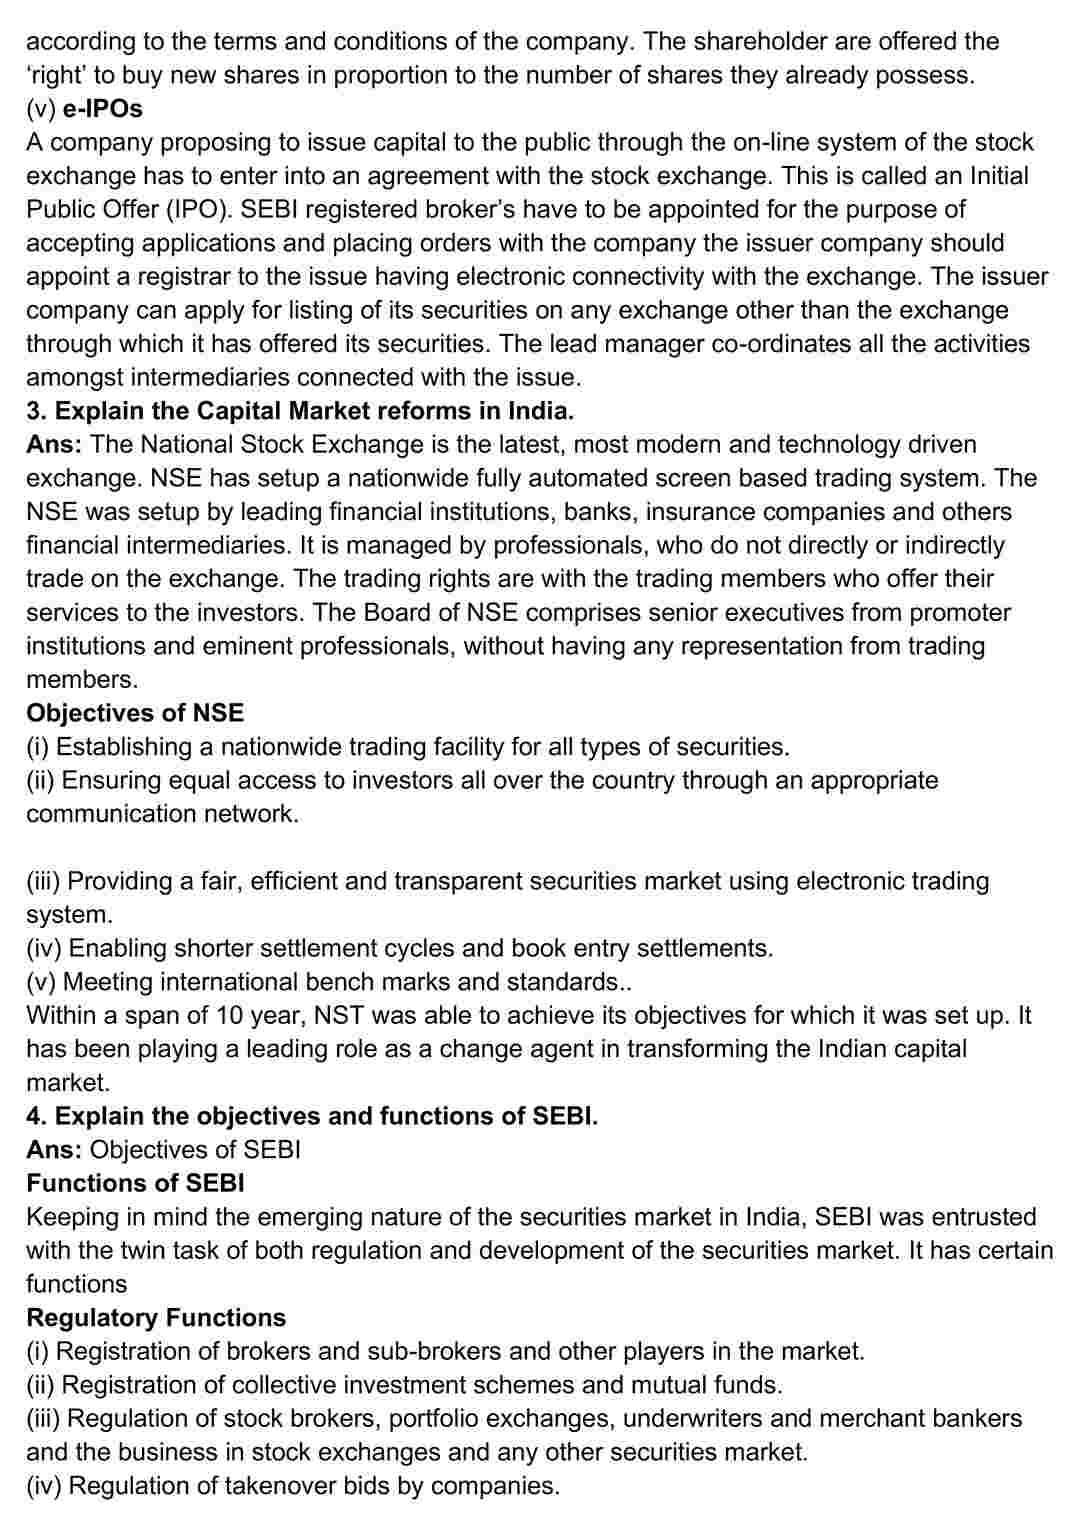 according to the terms and conditions of the company. The shareholder are offered the
‘right’ to buy new shares in proportion to the number of shares they already possess.
(v) e-IPOs
A company proposing to issue capital to the public through the on-line system of the stock
exchange has to enter into an agreement with the stock exchange. This is called an Initial
Public Offer (IPO). SEBI registered broker’s have to be appointed for the purpose of
accepting applications and placing orders with the company the issuer company should
appoint a registrar to the issue having electronic connectivity with the exchange. The issuer
company can apply for listing of its securities on any exchange other than the exchange
through which it has offered its securities. The lead manager co-ordinates all the activities
amongst intermediaries connected with the issue.
3. Explain the Capital Market reforms in India.
Ans: The National Stock Exchange is the latest, most modern and technology driven
exchange. NSE has setup a nationwide fully automated screen based trading system. The
NSE was setup by leading financial institutions, banks, insurance companies and others
financial intermediaries. It is managed by professionals, who do not directly or indirectly
trade on the exchange. The trading rights are with the trading members who offer their
services to the investors. The Board of NSE comprises senior executives from promoter
institutions and eminent professionals, without having any representation from trading
members.
Objectives of NSE
(i) Establishing a nationwide trading facility for all types of securities.
(ii) Ensuring equal access to investors all over the country through an appropriate
communication network.
(iii) Providing a fair, efficient and transparent securities market using electronic trading
system.
(iv) Enabling shorter settlement cycles and book entry settlements.
(v) Meeting international bench marks and standards..
Within a span of 10 year, NST was able to achieve its objectives for which it was set up. It
has been playing a leading role as a change agent in transforming the Indian capital
market.
4. Explain the objectives and functions of SEBI.
Ans: Objectives of SEBI
Functions of SEBI
Keeping in mind the emerging nature of the securities market in India, SEBI was entrusted
with the twin task of both regulation and development of the securities market. It has certain
functions
Regulatory Functions
(i) Registration of brokers and sub-brokers and other players in the market.
(ii) Registration of collective investment schemes and mutual funds.
(iii) Regulation of stock brokers, portfolio exchanges, underwriters and merchant bankers
and the business in stock exchanges and any other securities market.
(iv) Regulation of takenover bids by companies.